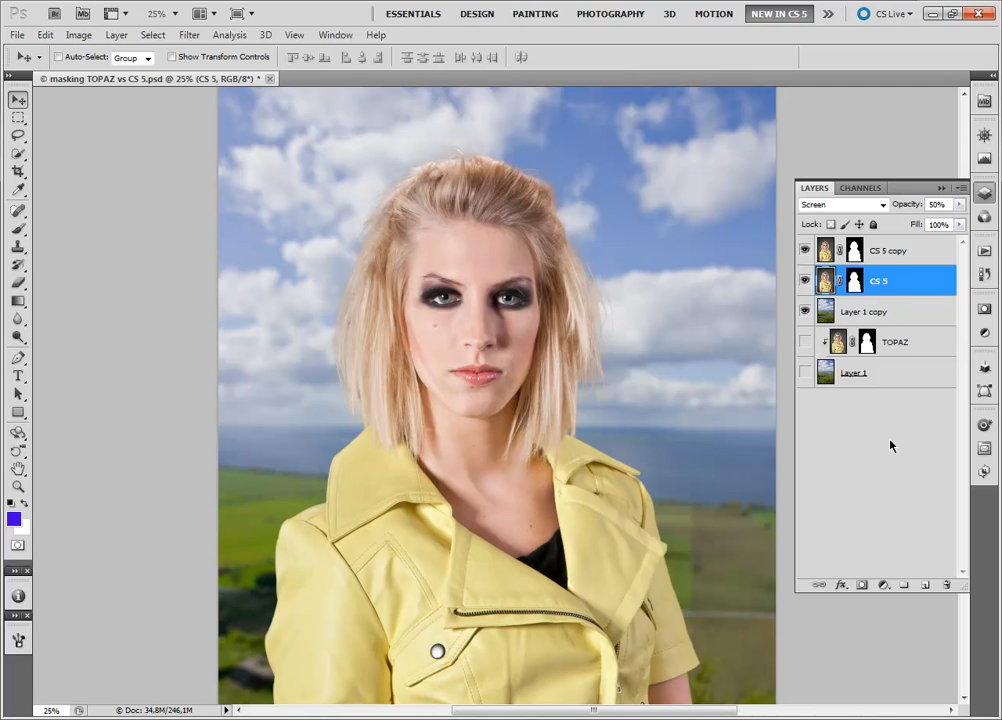 Ps Br Mb 25% ESSENTIALS DESIGN PAINTING PHOTOGRAPHY 3D MOTION NEW IN CS 5 CS Live
File Edit Image Layer Select Filter Analysis 3D View Window Help
Auto-Select: Group Show Transform Controls
© masking TOPAZ vs CS 5.psd @ 25% (CS 5, RGB/8*) *
Mb
LAYERS CHANNELS
Screen Opacity: 50%
Lock: Fill: 100%
CS 5 copy
CS 5
Layer 1 copy
TOPAZ
Layer 1
T
fx
25% © Doc: 34,8M/246,1M